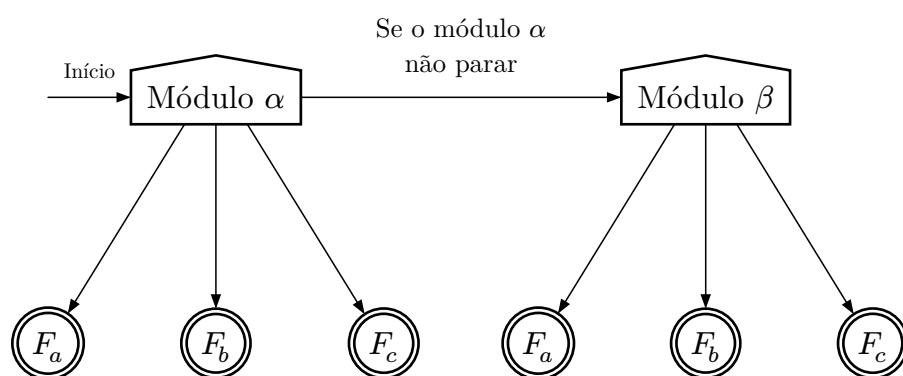 Se o módulo α
não parar
Início
Módulo α
Módulo β
F_a
F_b
F_c
F_a
F_b
F_c